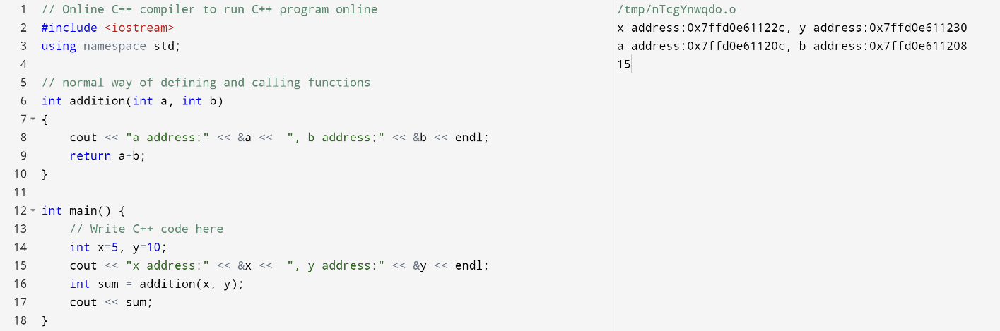 1 // Online C++ compiler to run C++ program online
2 #include <iostream>
3 using namespace std;
4
5 // normal way of defining and calling functions
6 int addition(int a, int b)
7 {
8     cout << "a address:" << &a <<  ", b address:" << &b << endl;
9     return a+b;
10 }
11
12 int main() {
13     // Write C++ code here
14     int x=5, y=10;
15     cout << "x address:" << &x <<  ", y address:" << &y << endl;
16     int sum = addition(x, y);
17     cout << sum;
18 }
/tmp/nTcgYnwqdo.o
x address:0x7ffd0e61122c, y address:0x7ffd0e611230
a address:0x7ffd0e61120c, b address:0x7ffd0e611208
15